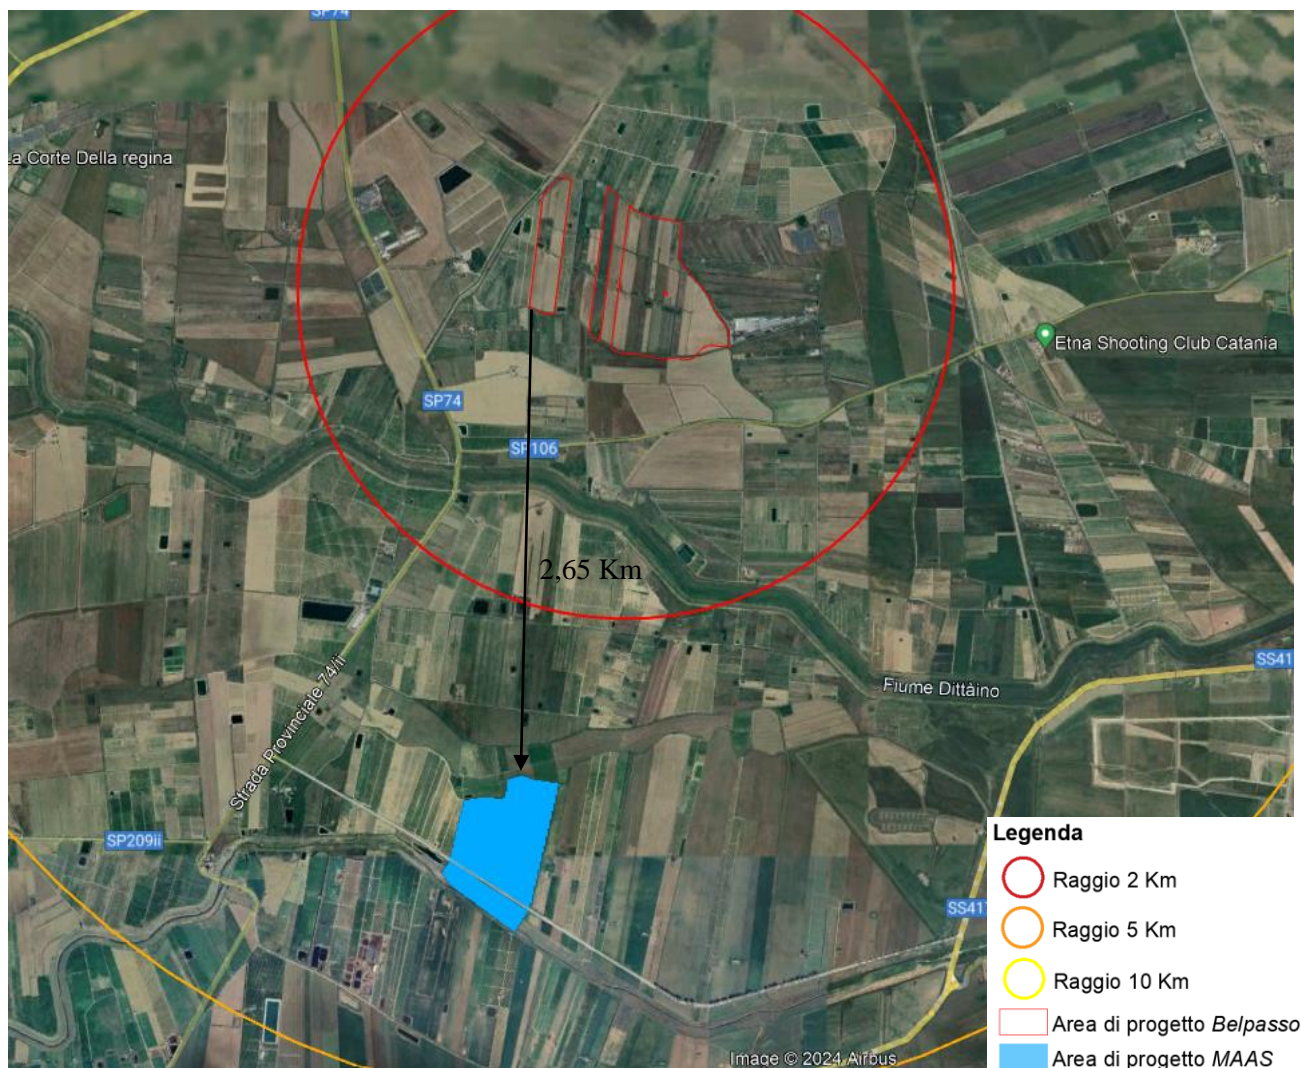 SP74
La Corte Della regina
Etna Shooting Club Catania
SP74
SP106
2,65 Km
SS41
Fiume Dittàino
Strada Provinciale 74/ii
SP209ii
SS417
Legenda
Raggio 2 Km
Raggio 5 Km
Raggio 10 Km
Area di progetto Belpasso
Area di progetto MAAS
Image © 2024 Airbus